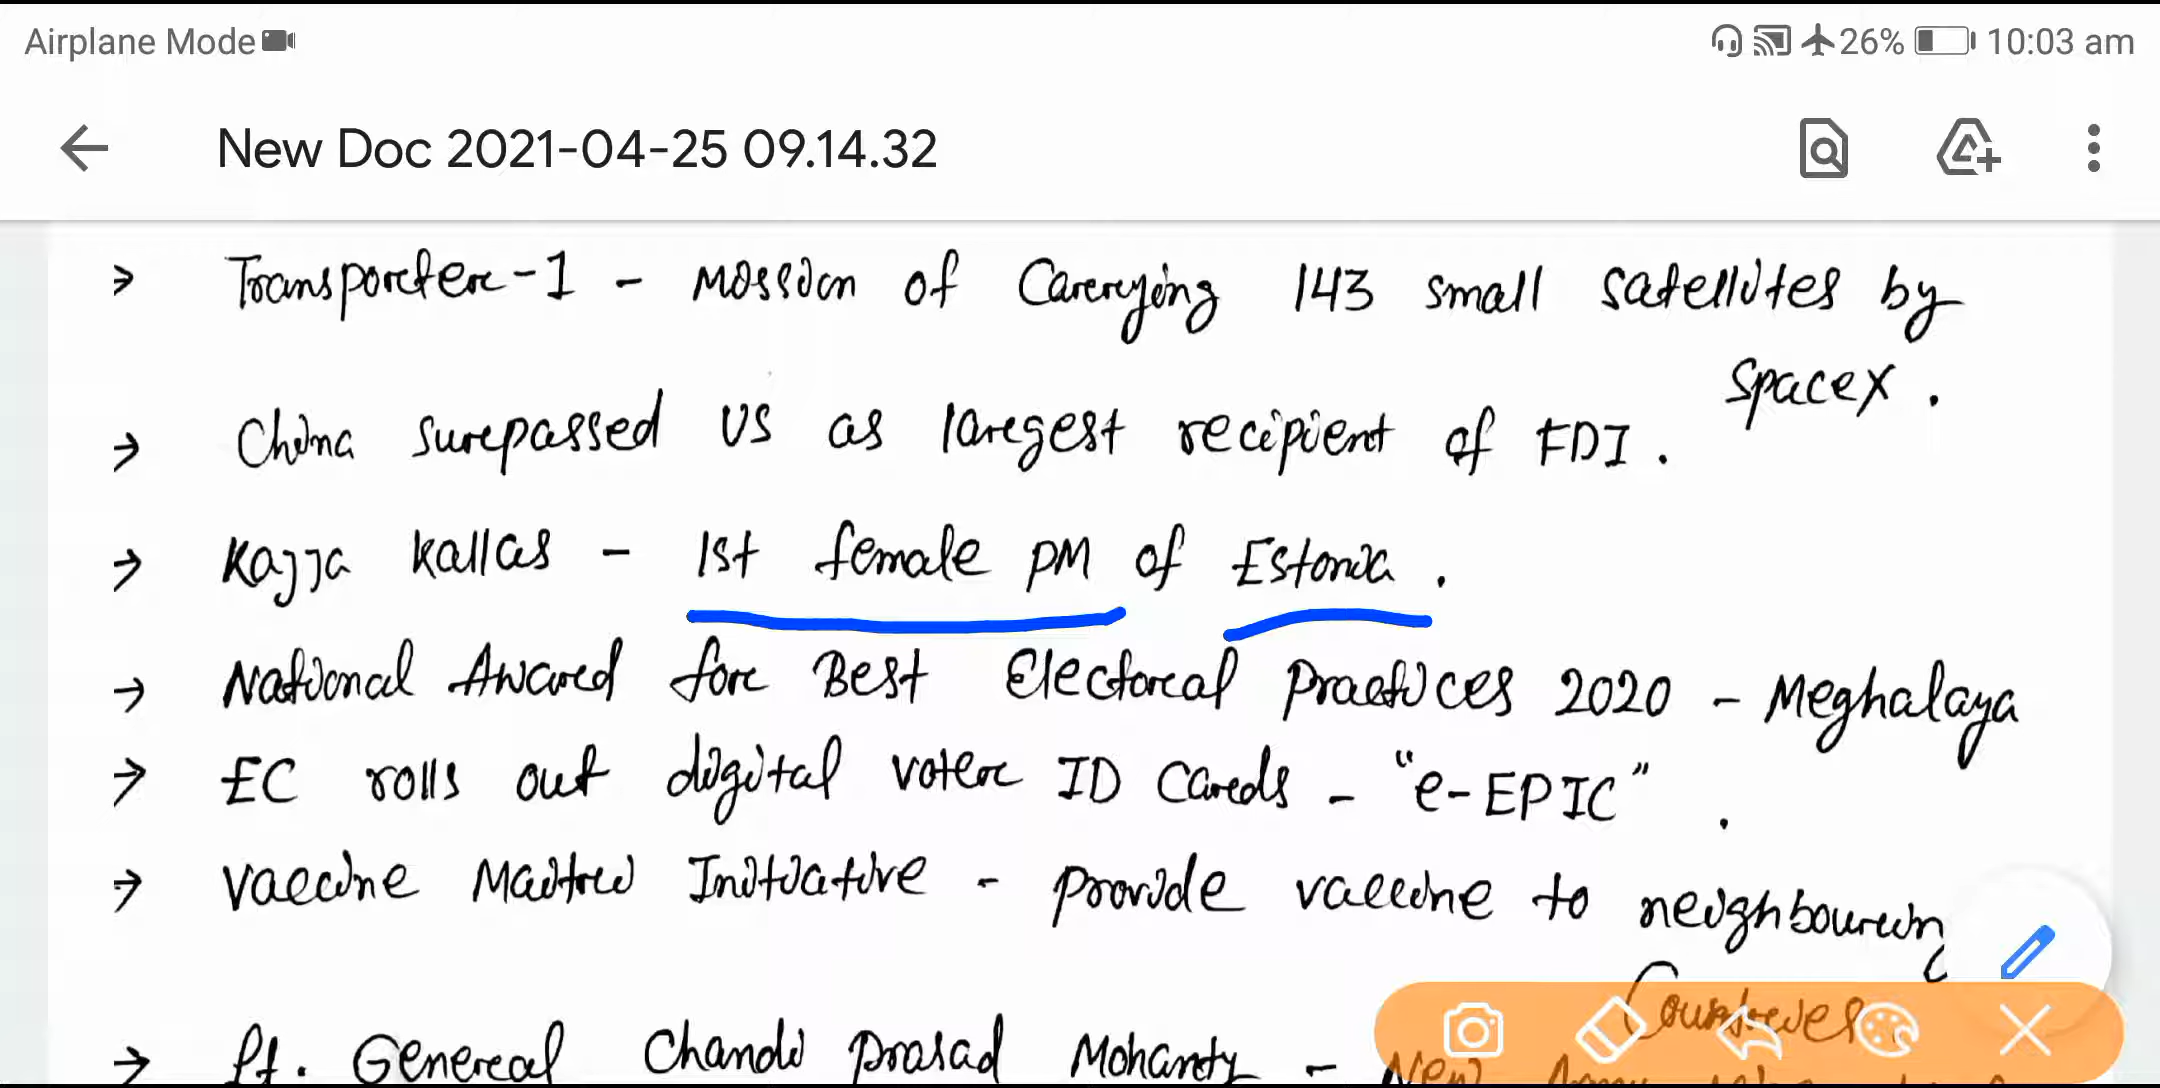 Airplane Mode 26% 10:03 am
New Doc 2021-04-25 09.14.32
> Transporter-1 - Mission of Carrying 143 small satellites by
SpaceX .
→ China surpassed US as largest recipient of FDI .
→ Kajja Kallas - 1st female PM of Estonia .
→ National Award for Best Electoral Practices 2020 - Meghalaya
→ EC rolls out digital voter ID Cards - "e-EPIC" .
→ Vaccine Maitri Initiative - provide vaccine to neighbouring
Countries
→ Lt. General Chandi Prasad Mohanty - New